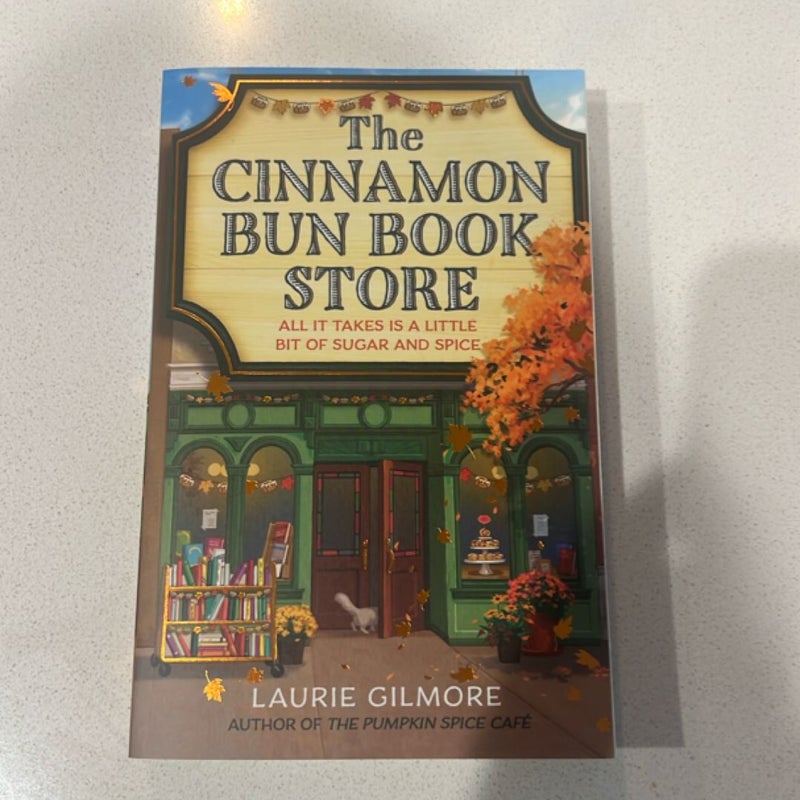 The
CINNAMON
BUN BOOK
STORE
ALL IT TAKES IS A LITTLE
BIT OF SUGAR AND SPICE
LAURIE GILMORE
AUTHOR OF THE PUMPKIN SPICE CAFÉ